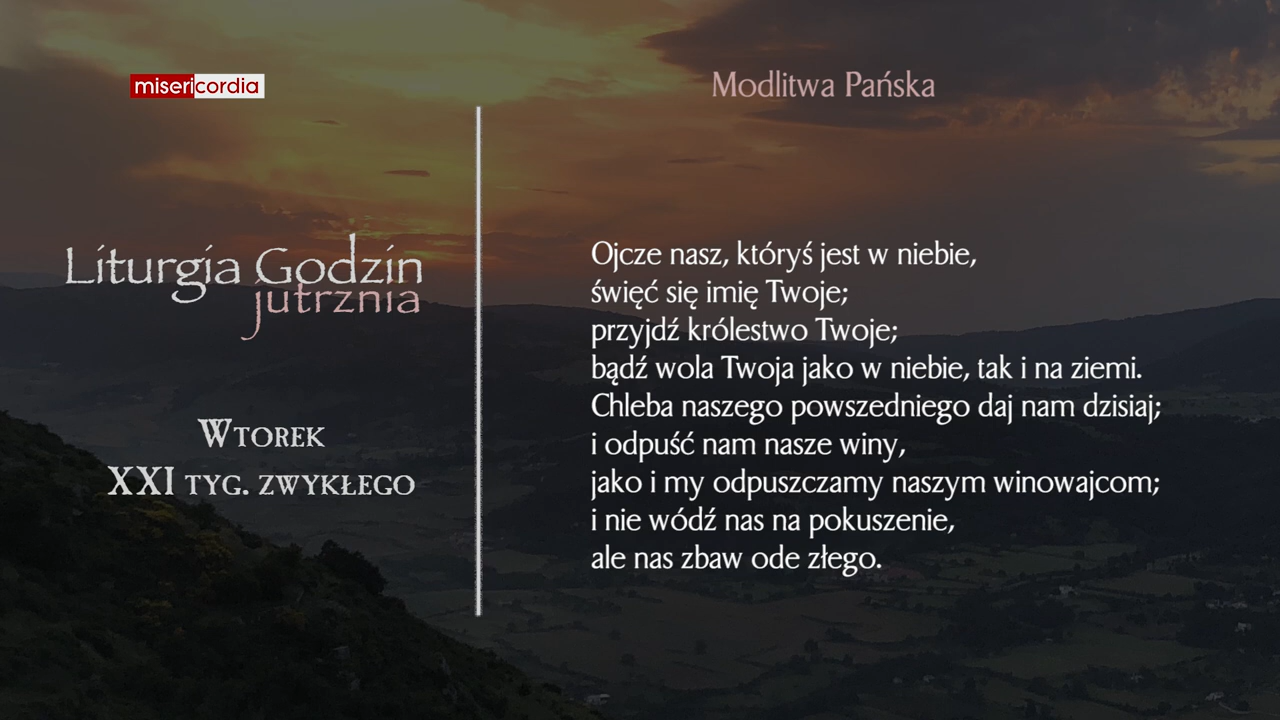 misericordia
Liturgia Godzin
jutrznia
Wtorek
XXI tyg. zwykłego
Modlitwa Pańska
Ojcze nasz, któryś jest w niebie,
święć się imię Twoje;
przyjdź królestwo Twoje;
bądź wola Twoja jako w niebie, tak i na ziemi.
Chleba naszego powszedniego daj nam dzisiaj;
i odpuść nam nasze winy,
jako i my odpuszczamy naszym winowajcom;
i nie wódź nas na pokuszenie,
ale nas zbaw ode złego.